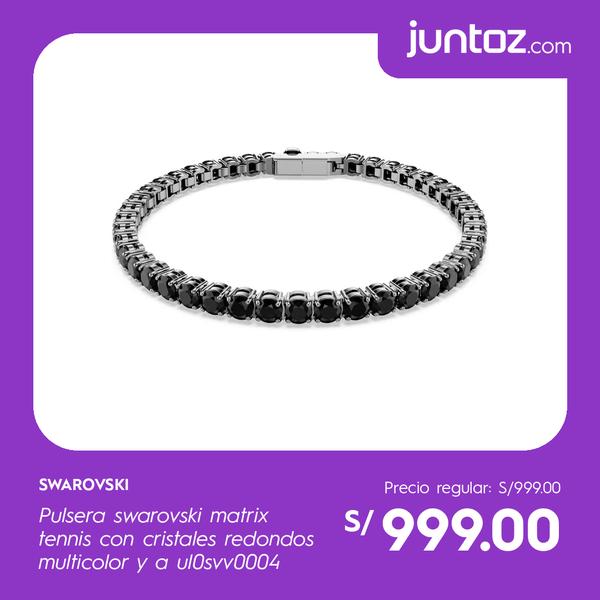 juntoz.com
SWAROVSKI
Pulsera swarovski matrix
tennis con cristales redondos
multicolor y a ul0svv0004
Precio regular: S/999.00
S/ 999.00